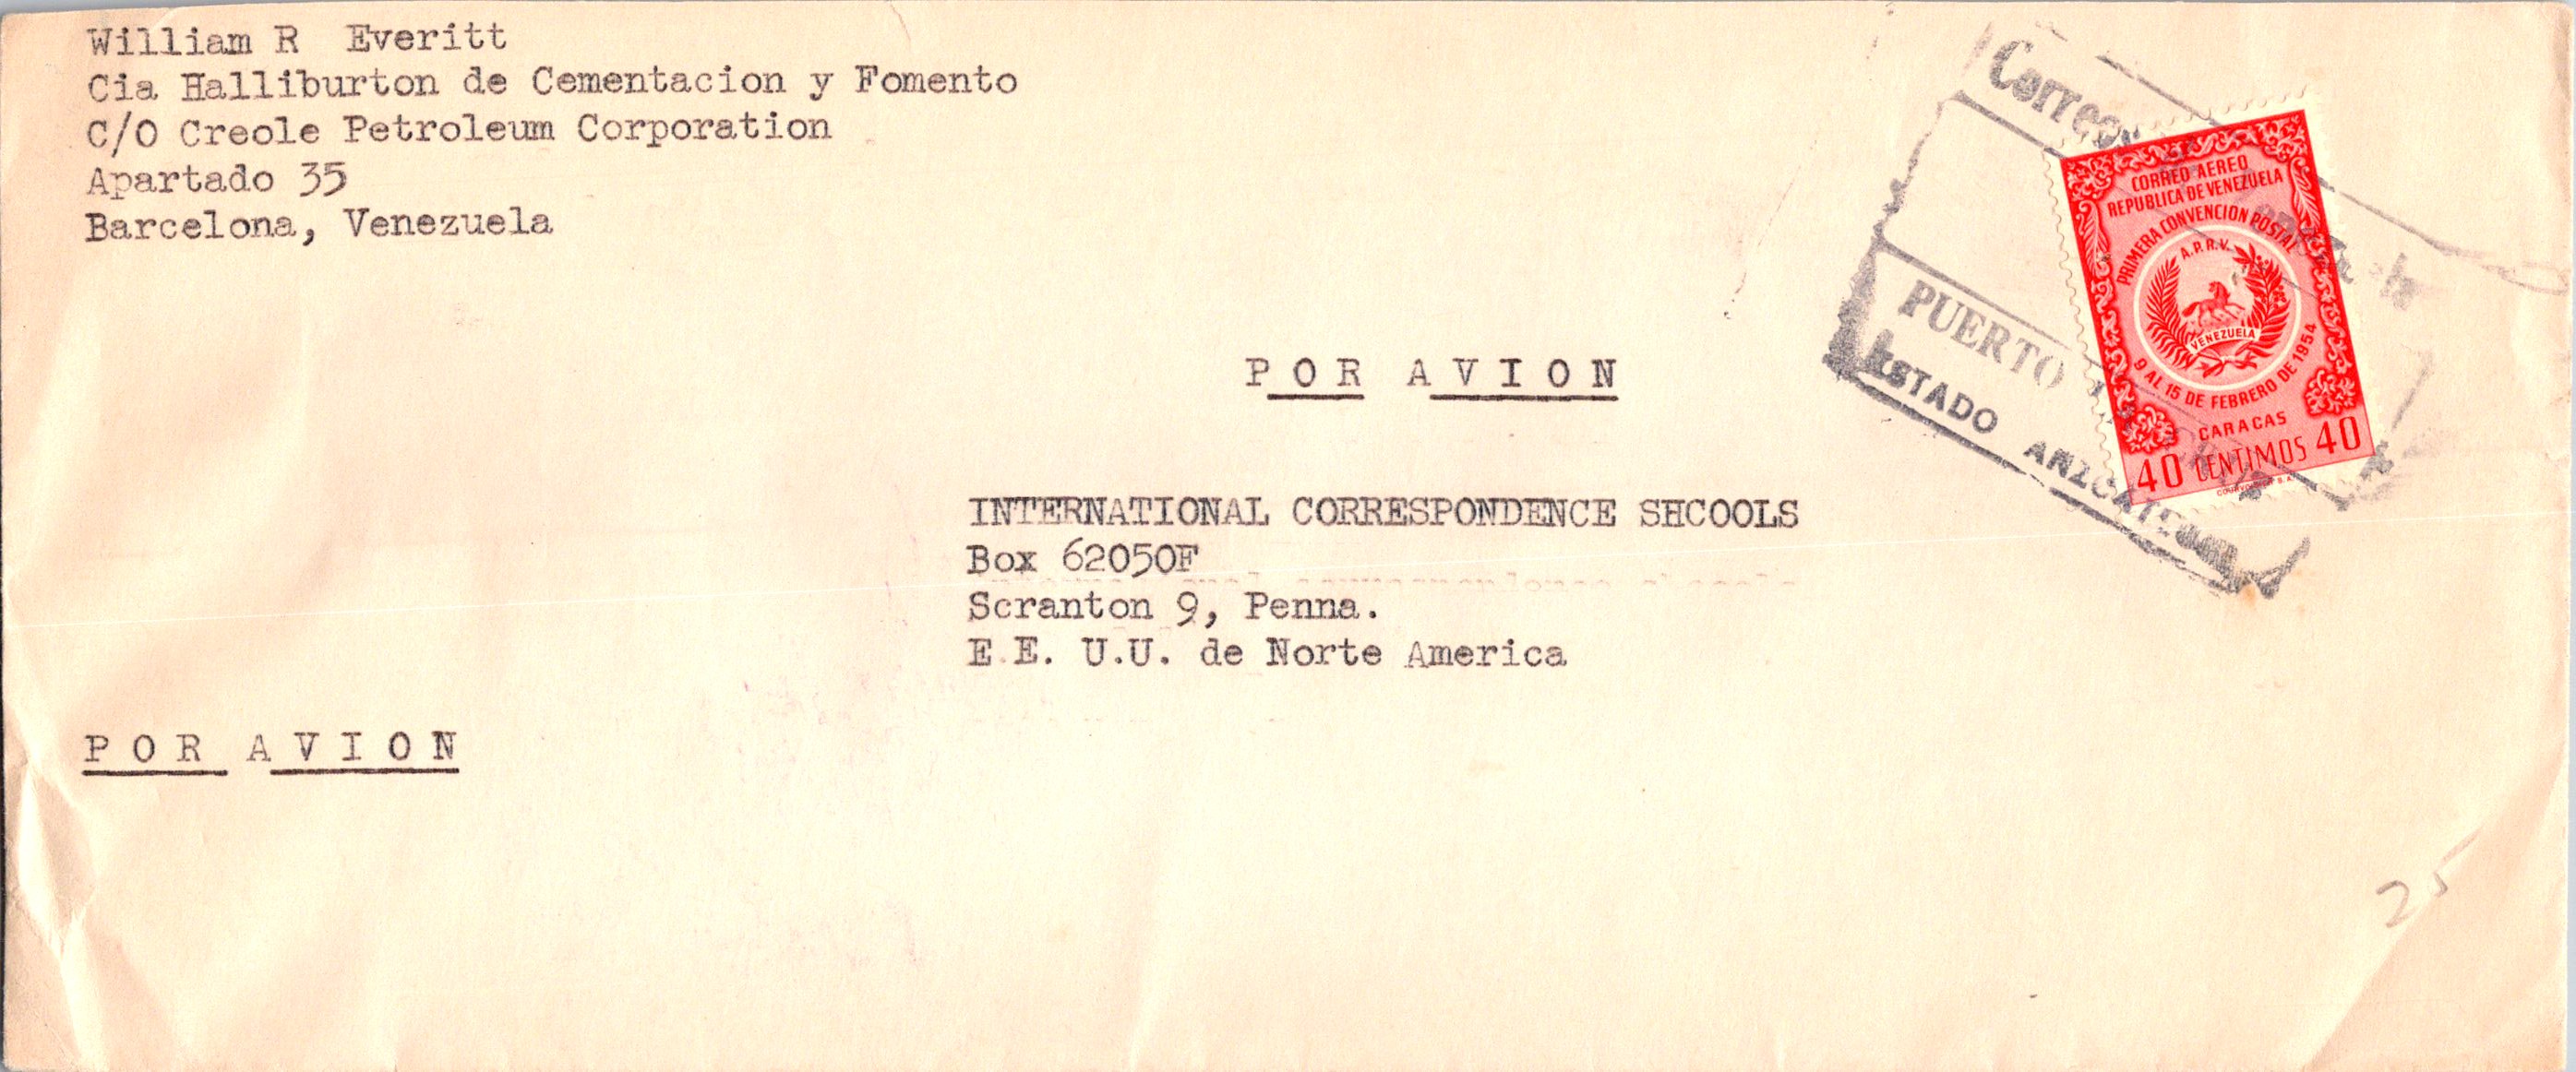 William R Everitt
Cia Halliburton de Cementacion y Fomento
C/O Creole Petroleum Corporation
Apartado 35
Barcelona, Venezuela
POR AVION
INTERNATIONAL CORRESPONDENCE SHCOOLS
Box 62050F
Scranton 9, Penna.
E.E. U.U. de Norte America
POR AVION
PUERTO
ESTADO
CORREO AEREO
REPUBLICA DE VENEZUELA
PRIMERA CONVENCION POSTAL
A.P.R.V.
VENEZUELA
9 AL 15 DE FEBRERO DE 1954
CARACAS
40 CENTIMOS 40
25